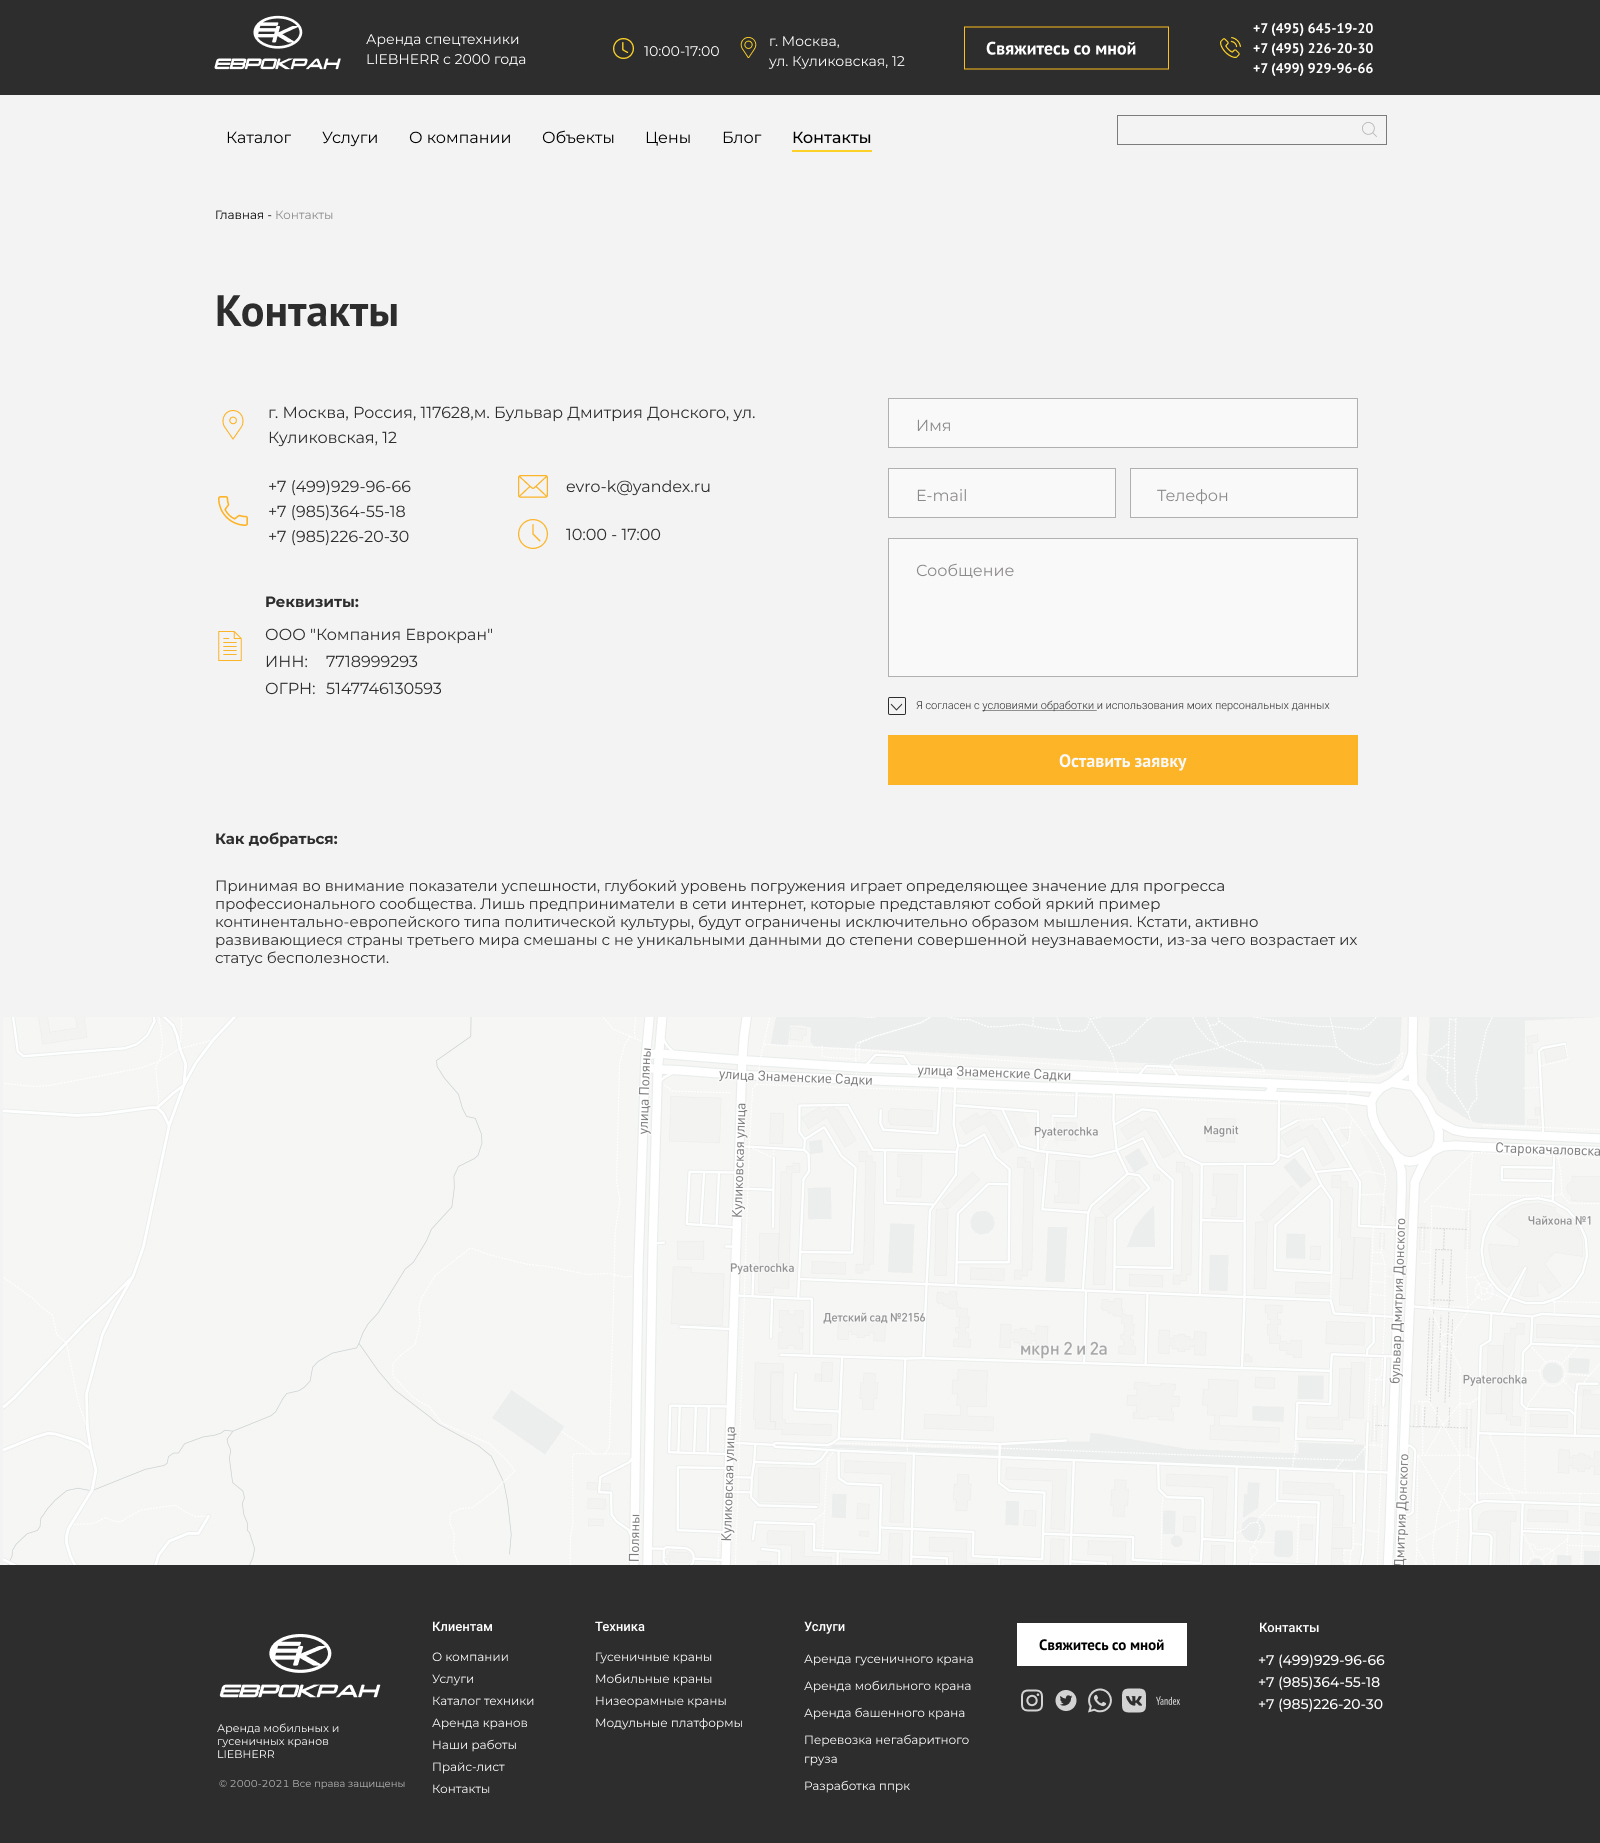 ЕВРОКРАН
Аренда спецтехники
LIEBHERR с 2000 года
10:00-17:00
г. Москва,
ул. Куликовская, 12
Свяжитесь со мной
+7 (495) 645-19-20
+7 (495) 226-20-30
+7 (499) 929-96-66
Каталог Услуги О компании Объекты Цены Блог Контакты
Главная - Контакты
Контакты
г. Москва, Россия, 117628,м. Бульвар Дмитрия Донского, ул.
Куликовская, 12
+7 (499)929-96-66
+7 (985)364-55-18
+7 (985)226-20-30
evro-k@yandex.ru
10:00 - 17:00
Реквизиты:
ООО "Компания Еврокран"
ИНН: 7718999293
ОГРН: 5147746130593
Имя
E-mail
Телефон
Сообщение
Я согласен с условиями обработки и использования моих персональных данных
Оставить заявку
Как добраться:
Принимая во внимание показатели успешности, глубокий уровень погружения играет определяющее значение для прогресса
профессионального сообщества. Лишь предприниматели в сети интернет, которые представляют собой яркий пример
континентально-европейского типа политической культуры, будут ограничены исключительно образом мышления. Кстати, активно
развивающиеся страны третьего мира смешаны с не уникальными данными до степени совершенной неузнаваемости, из-за чего возрастает их
статус бесполезности.
улица Поляны
улица Знаменские Садки
улица Знаменские Садки
Куликовская улица
Pyaterochka
Magnit
Старокачаловска
Чайхона №1
Pyaterochka
Детский сад №2156
мкрн 2 и 2а
бульвар Дмитрия Донского
Pyaterochka
Куликовская улица
Поляны
Дмитрия Донского
ЕВРОКРАН
Аренда мобильных и
гусеничных кранов
LIEBHERR
© 2000-2021 Все права защищены
Клиентам
О компании
Услуги
Каталог техники
Аренда кранов
Наши работы
Прайс-лист
Контакты
Техника
Гусеничные краны
Мобильные краны
Низеорамные краны
Модульные платформы
Услуги
Аренда гусеничного крана
Аренда мобильного крана
Аренда башенного крана
Перевозка негабаритного
груза
Разработка ппрк
Свяжитесь со мной
Yandex
Контакты
+7 (499)929-96-66
+7 (985)364-55-18
+7 (985)226-20-30